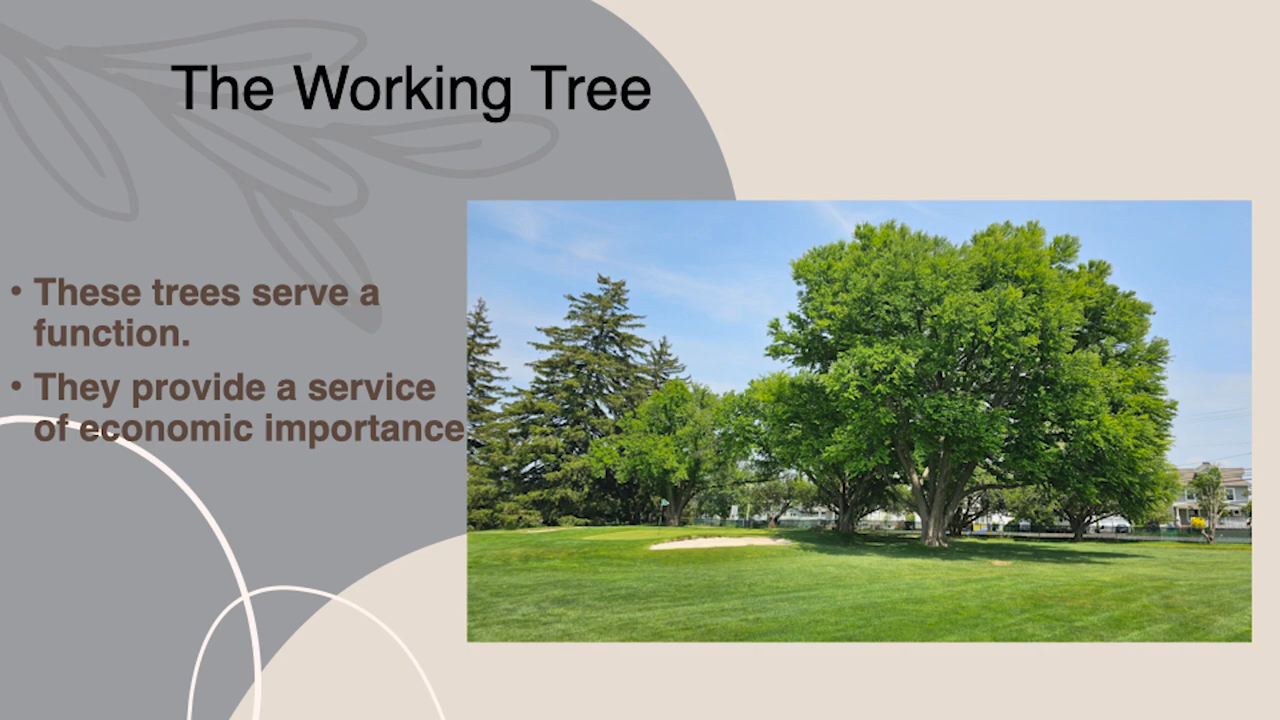 The Working Tree
• These trees serve a
function.
• They provide a service
of economic importance